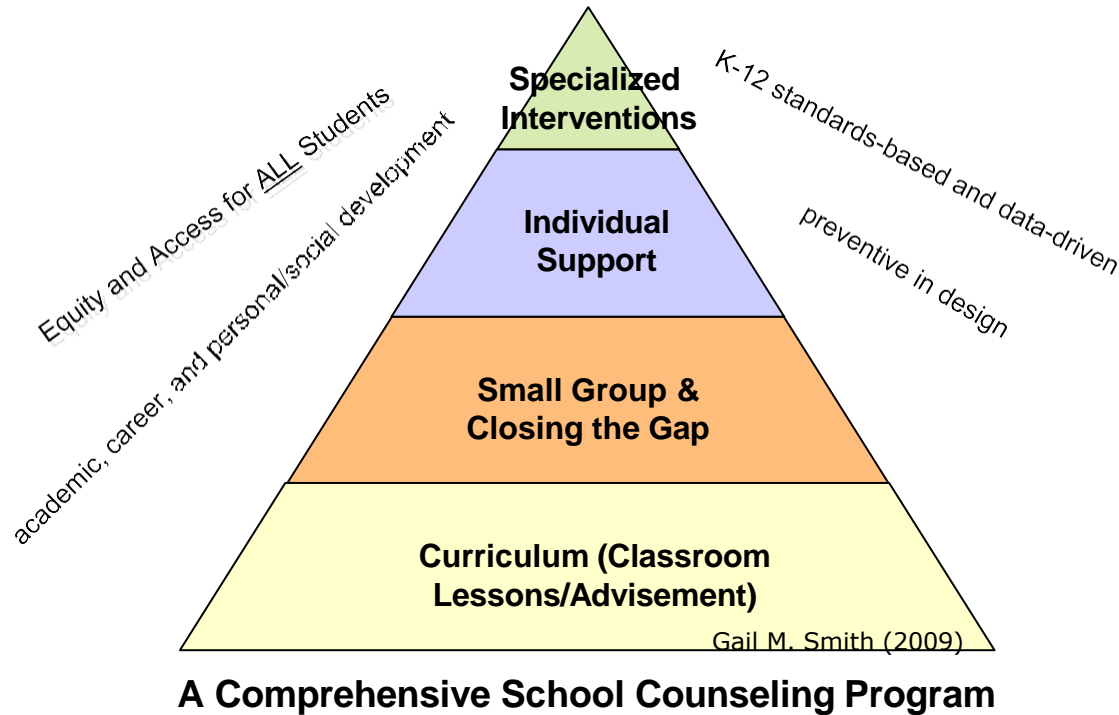 Specialized
Interventions
Equity and Access for ALL Students
academic, career, and personal/social development
K-12 standards-based and data-driven
preventive in design
Individual
Support
Small Group &
Closing the Gap
Curriculum (Classroom
Lessons/Advisement)
Gail M. Smith (2009)
A Comprehensive School Counseling Program